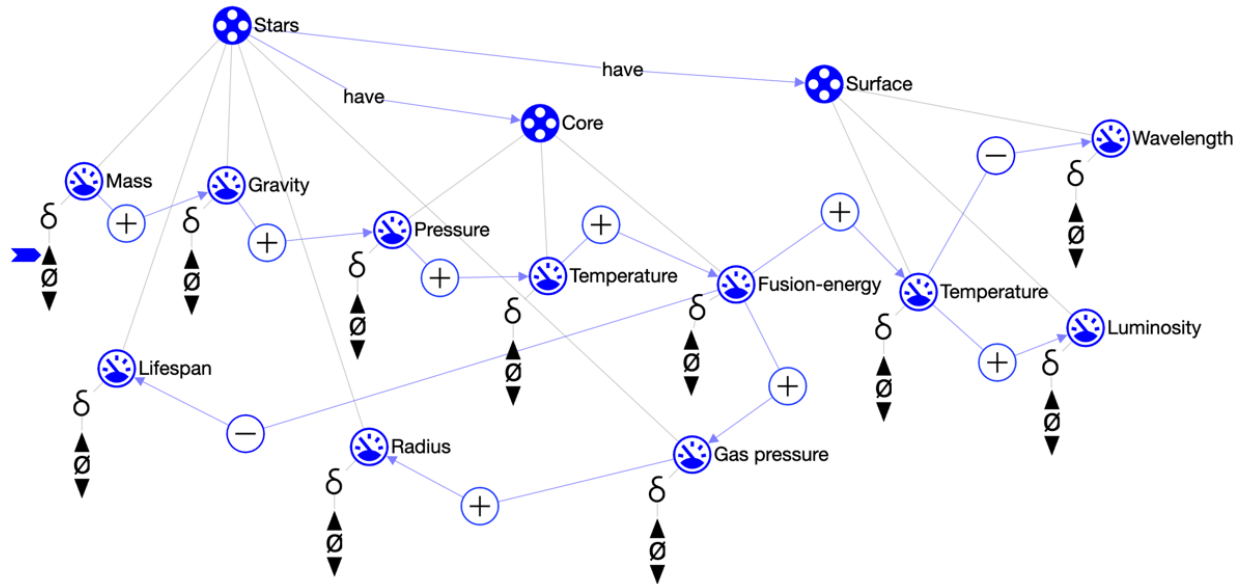 Stars
have
Surface
have
Core
Wavelength
Mass
Gravity
Pressure
Temperature
Fusion-energy
Temperature
Luminosity
Lifespan
Radius
Gas pressure
+
+
+
+
+
−
+
−
+
+
δ
δ
δ
δ
δ
δ
δ
δ
δ
δ
δ
Ø
Ø
Ø
Ø
Ø
Ø
Ø
Ø
Ø
Ø
Ø